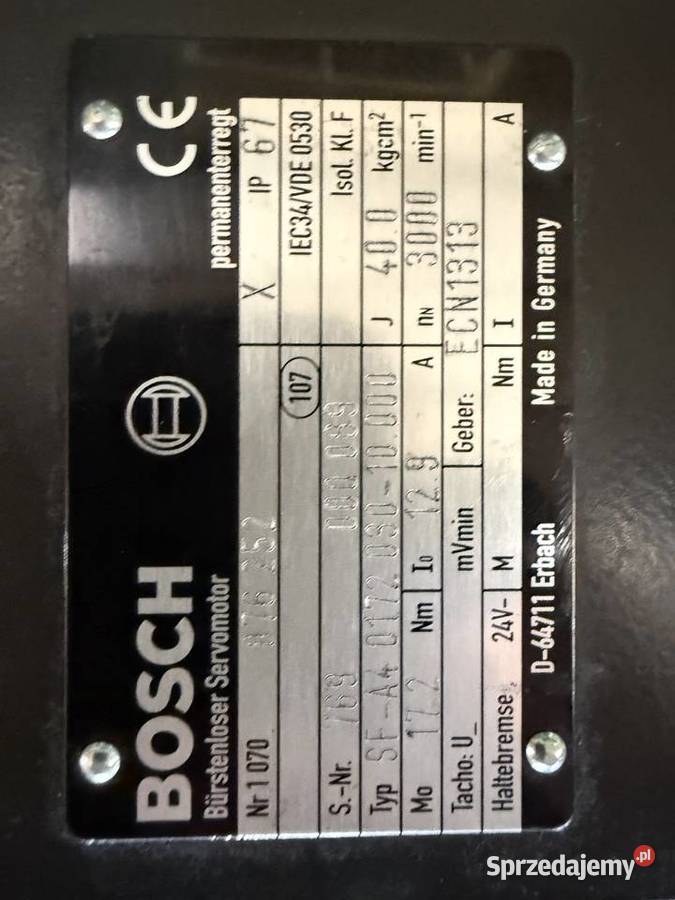 BOSCH
CE
Bürstenloser Servomotor
permanenterregt
Nr 1 070 076 252 X IP 67
107 IEC34/VDE 0530
S.-Nr. 769 000 089 Isol. Kl. F
Typ SF-A4 0172 030-10.000 J 40.0 kgcm²
Mo 17.2 Nm I0 12.9 A nN 3000 min-1
Tacho: U_ mVmin Geber: ECN1313
Haltebremse 24V- M Nm I A
D-64711 Erbach Made in Germany
Sprzedajemy.pl